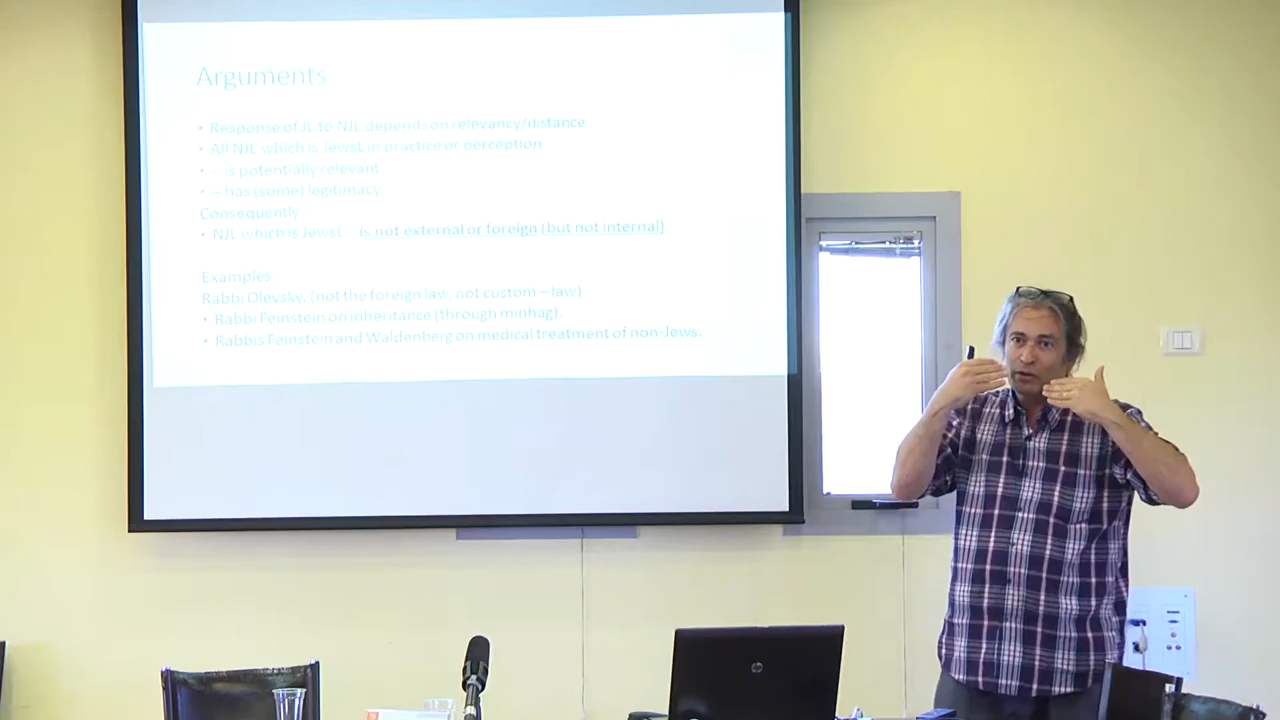 Arguments
• Response of JL to NJL depends on relevancy/distance
• All NJL which is JewsL in practice or perception
• – is potentially relevant
• – has (some) legitimacy
Consequently
• NJL which is JewsL – is not external or foreign (but not internal)
Examples
Rabbi Olevsky. (not the foreign law, not custom – law)
• Rabbi Feinstein on inheritance (through minhag).
• Rabbis Feinstein and Waldenberg on medical treatment of non-Jews.
hp